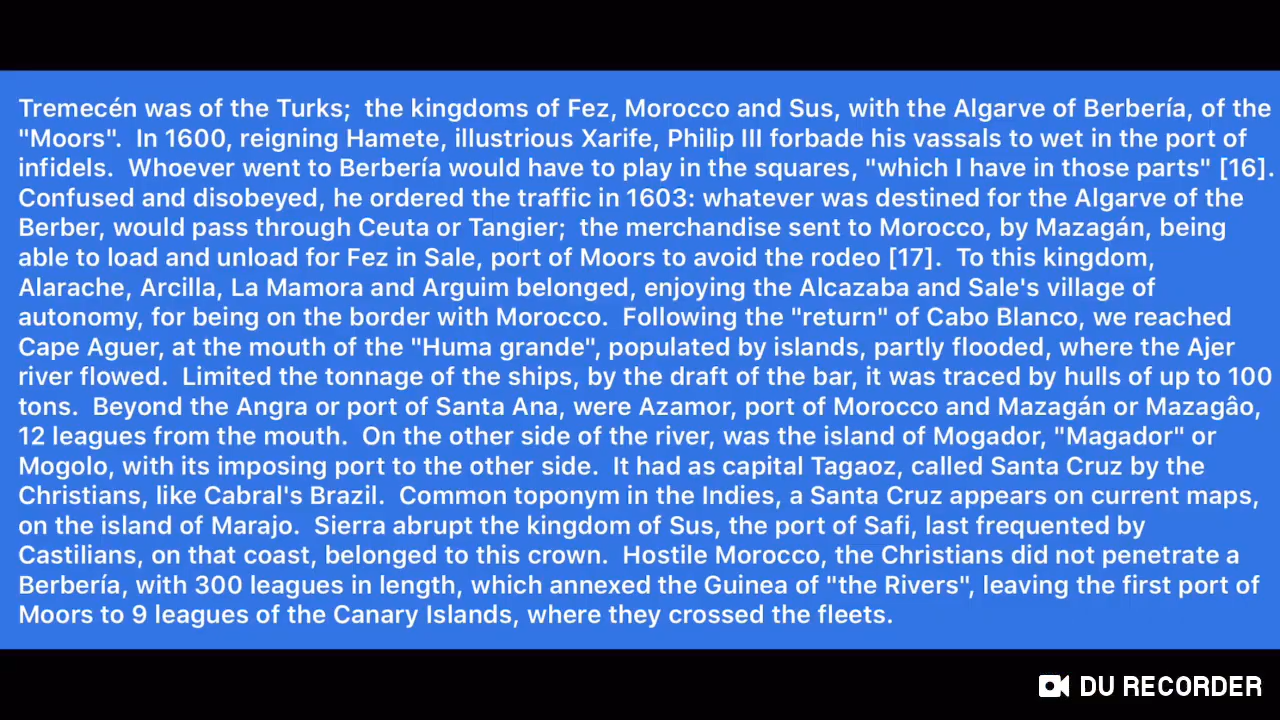 Tremecén was of the Turks;  the kingdoms of Fez, Morocco and Sus, with the Algarve of Berbería, of the
"Moors".  In 1600, reigning Hamete, illustrious Xarife, Philip III forbade his vassals to wet in the port of
infidels.  Whoever went to Berbería would have to play in the squares, "which I have in those parts" [16].
Confused and disobeyed, he ordered the traffic in 1603: whatever was destined for the Algarve of the
Berber, would pass through Ceuta or Tangier;  the merchandise sent to Morocco, by Mazagán, being
able to load and unload for Fez in Sale, port of Moors to avoid the rodeo [17].  To this kingdom,
Alarache, Arcilla, La Mamora and Arguim belonged, enjoying the Alcazaba and Sale's village of
autonomy, for being on the border with Morocco.  Following the "return" of Cabo Blanco, we reached
Cape Aguer, at the mouth of the "Huma grande", populated by islands, partly flooded, where the Ajer
river flowed.  Limited the tonnage of the ships, by the draft of the bar, it was traced by hulls of up to 100
tons.  Beyond the Angra or port of Santa Ana, were Azamor, port of Morocco and Mazagán or Mazagâo,
12 leagues from the mouth.  On the other side of the river, was the island of Mogador, "Magador" or
Mogolo, with its imposing port to the other side.  It had as capital Tagaoz, called Santa Cruz by the
Christians, like Cabral's Brazil.  Common toponym in the Indies, a Santa Cruz appears on current maps,
on the island of Marajo.  Sierra abrupt the kingdom of Sus, the port of Safi, last frequented by
Castilians, on that coast, belonged to this crown.  Hostile Morocco, the Christians did not penetrate a
Berbería, with 300 leagues in length, which annexed the Guinea of "the Rivers", leaving the first port of
Moors to 9 leagues of the Canary Islands, where they crossed the fleets.
DU RECORDER